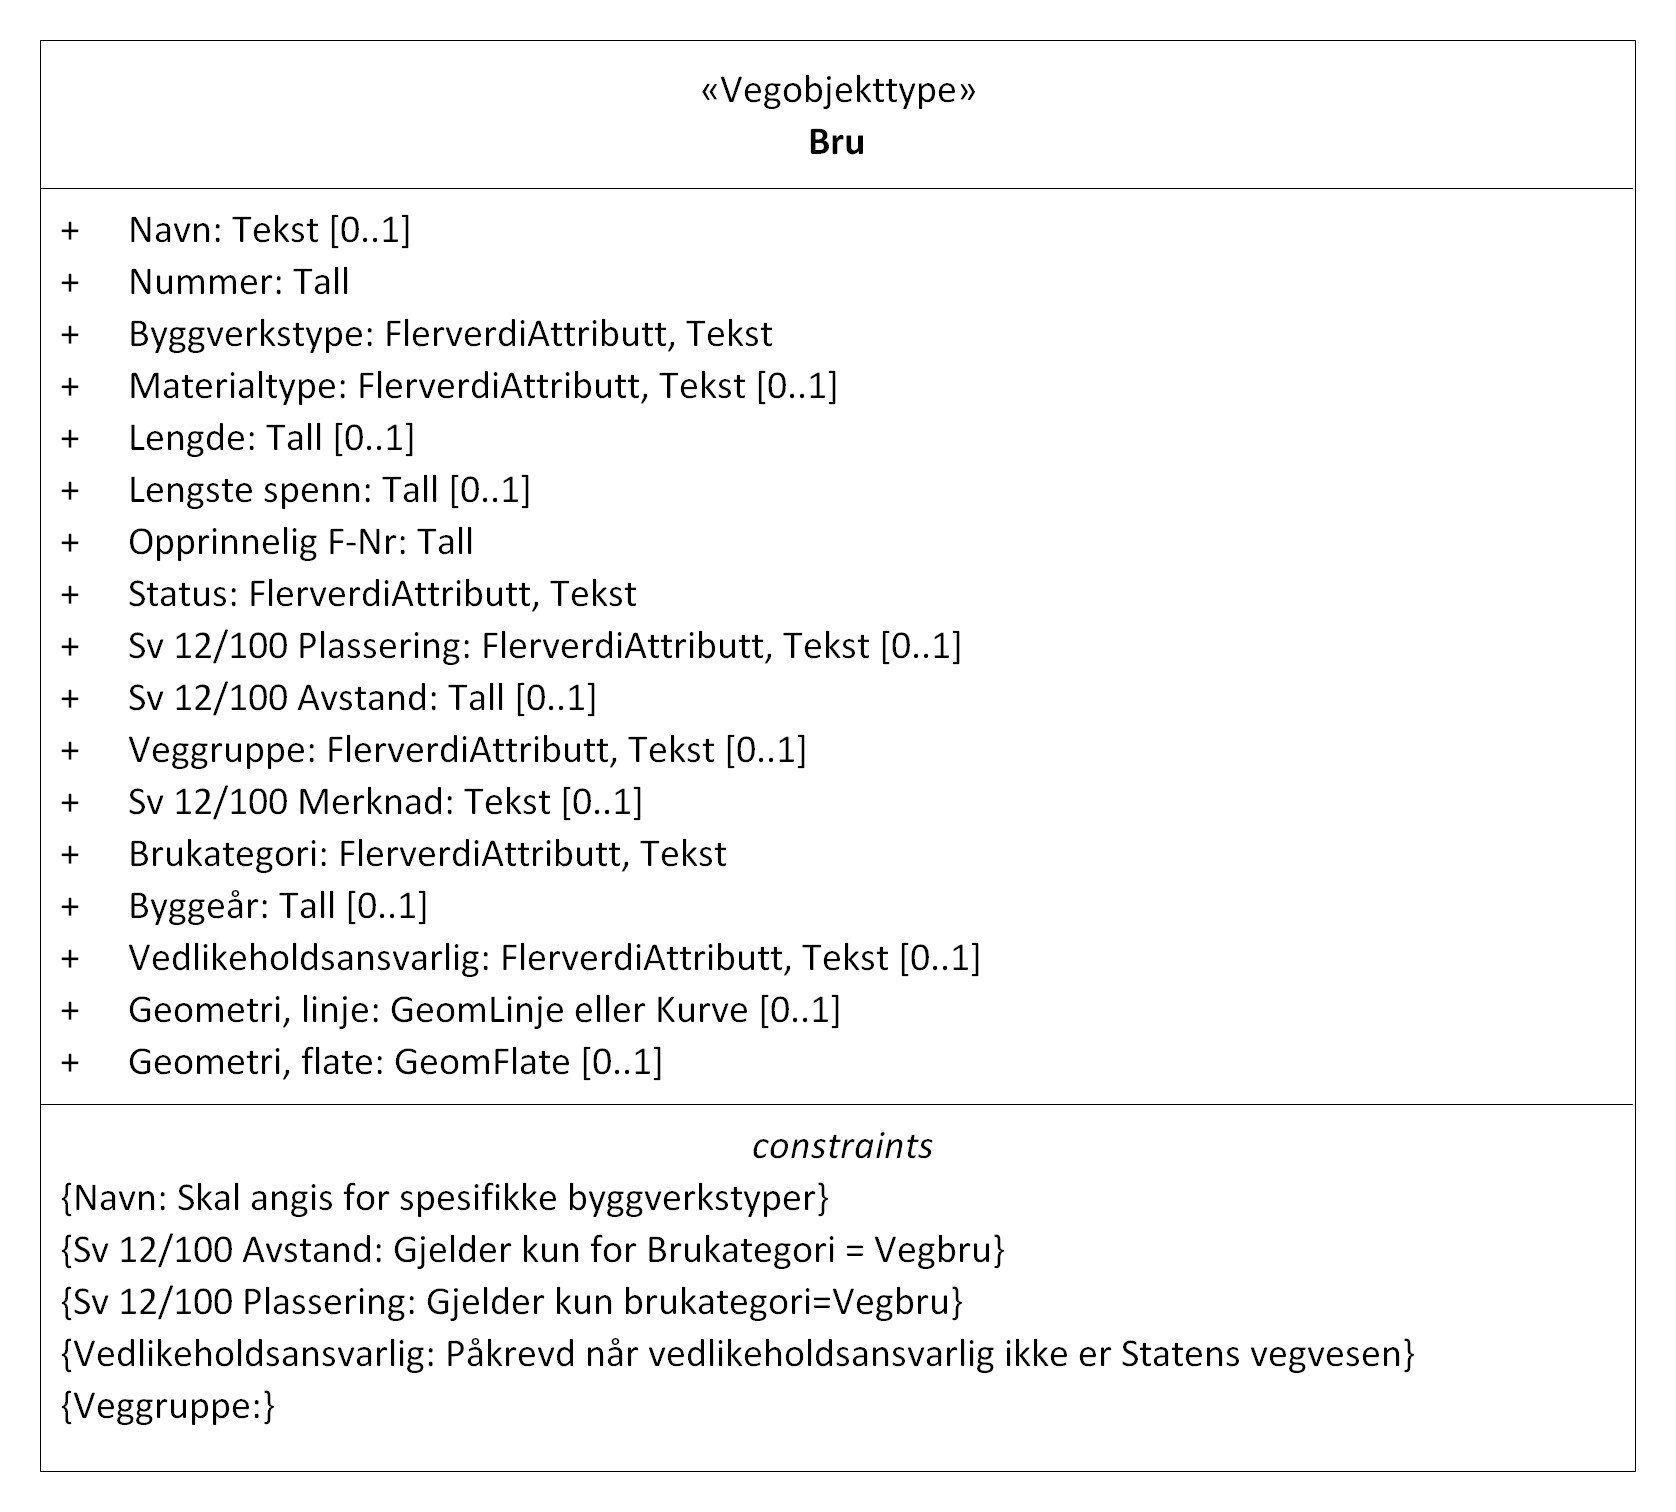 «Vegobjekttype»
Bru
+ Navn: Tekst [0..1]
+ Nummer: Tall
+ Byggverkstype: FlerverdiAttributt, Tekst
+ Materialtype: FlerverdiAttributt, Tekst [0..1]
+ Lengde: Tall [0..1]
+ Lengste spenn: Tall [0..1]
+ Opprinnelig F-Nr: Tall
+ Status: FlerverdiAttributt, Tekst
+ Sv 12/100 Plassering: FlerverdiAttributt, Tekst [0..1]
+ Sv 12/100 Avstand: Tall [0..1]
+ Veggruppe: FlerverdiAttributt, Tekst [0..1]
+ Sv 12/100 Merknad: Tekst [0..1]
+ Brukategori: FlerverdiAttributt, Tekst
+ Byggeår: Tall [0..1]
+ Vedlikeholdsansvarlig: FlerverdiAttributt, Tekst [0..1]
+ Geometri, linje: GeomLinje eller Kurve [0..1]
+ Geometri, flate: GeomFlate [0..1]
constraints
{Navn: Skal angis for spesifikke byggverkstyper}
{Sv 12/100 Avstand: Gjelder kun for Brukategori = Vegbru}
{Sv 12/100 Plassering: Gjelder kun brukategori=Vegbru}
{Vedlikeholdsansvarlig: Påkrevd når vedlikeholdsansvarlig ikke er Statens vegvesen}
{Veggruppe:}